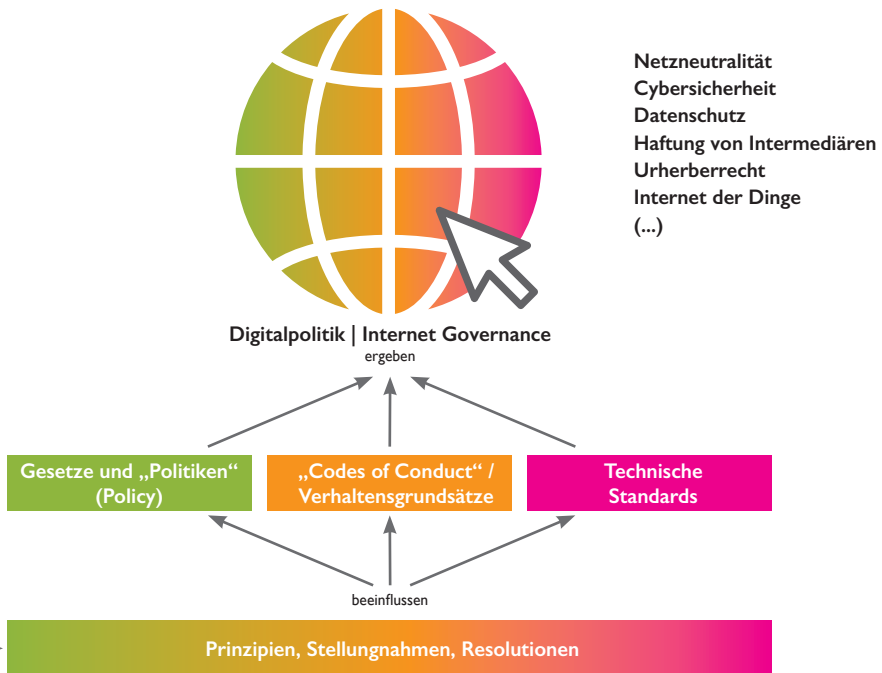 Netzneutralität
Cybersicherheit
Datenschutz
Haftung von Intermediären
Urherberrecht
Internet der Dinge
(...)
Digitalpolitik | Internet Governance
ergeben
Gesetze und „Politiken“
(Policy)
„Codes of Conduct“ /
Verhaltensgrundsätze
Technische
Standards
beeinflussen
Prinzipien, Stellungnahmen, Resolutionen